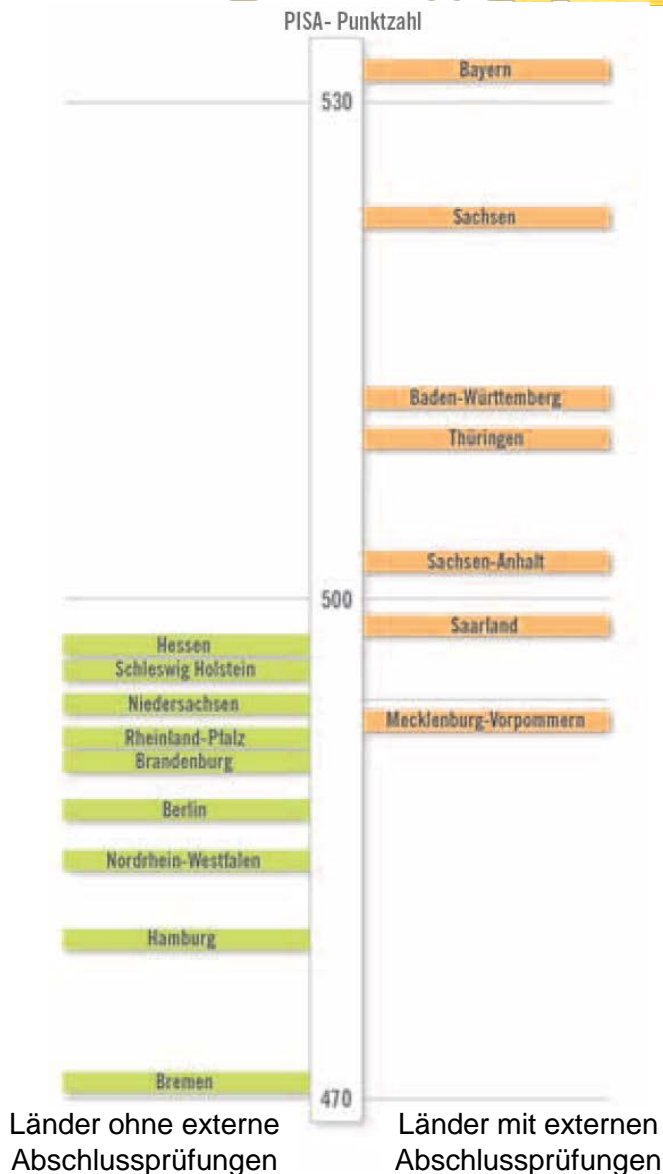 PISA- Punktzahl
Bayern
530
Sachsen
Baden-Württemberg
Thüringen
Sachsen-Anhalt
500
Saarland
Hessen
Schleswig Holstein
Niedersachsen
Mecklenburg-Vorpommern
Rheinland-Pfalz
Brandenburg
Berlin
Nordrhein-Westfalen
Hamburg
Bremen
470
Länder ohne externe
Abschlussprüfungen
Länder mit externen
Abschlussprüfungen